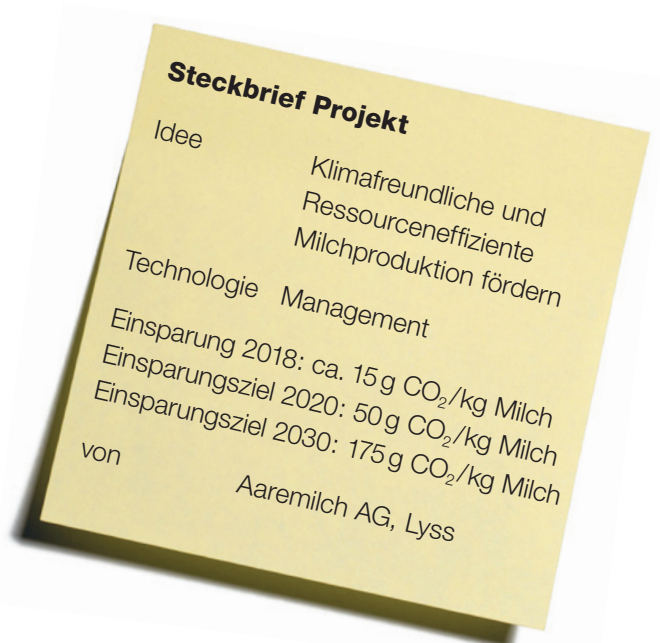 Steckbrief Projekt
Idee Klimafreundliche und
Ressourceneffiziente
Milchproduktion fördern
Technologie Management
Einsparung 2018: ca. 15 g CO₂/kg Milch
Einsparungsziel 2020: 50 g CO₂/kg Milch
Einsparungsziel 2030: 175 g CO₂/kg Milch
von Aaremilch AG, Lyss